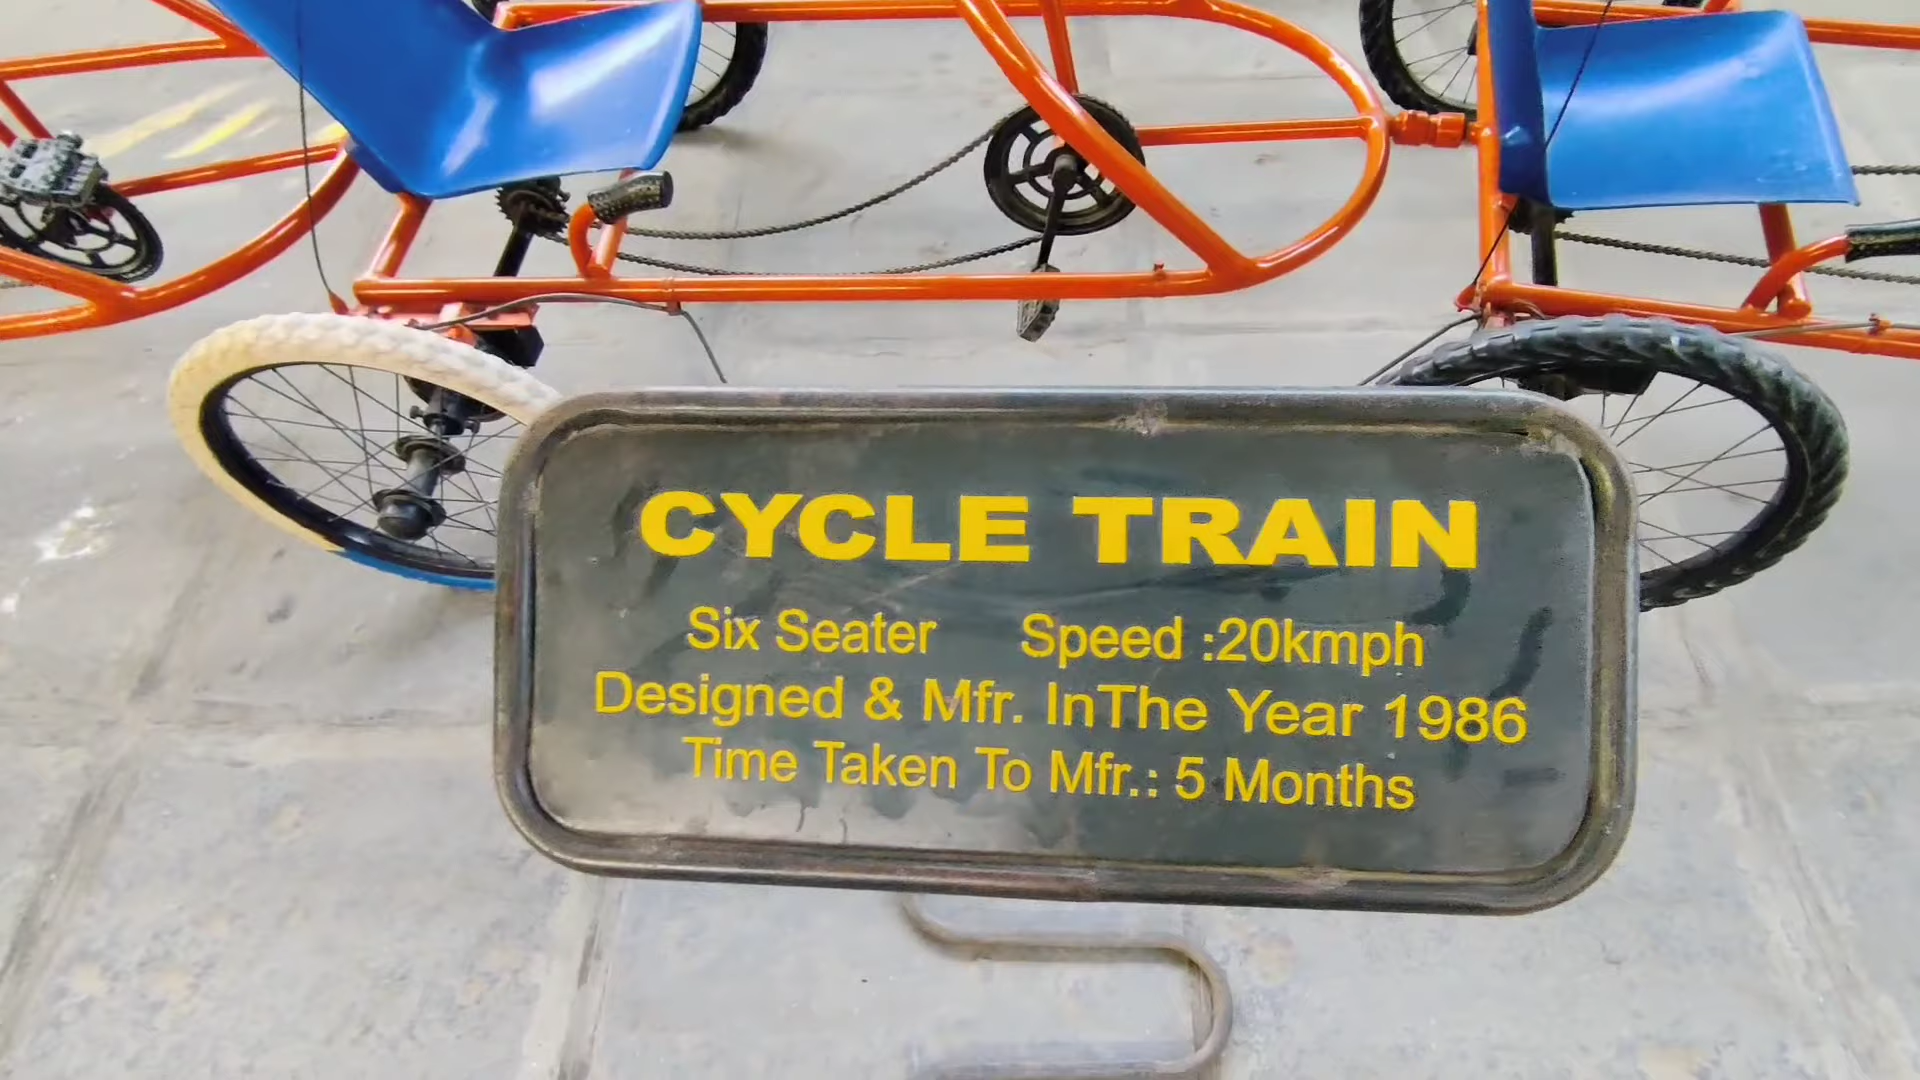 CYCLE TRAIN
Six Seater Speed :20kmph
Designed & Mfr. InThe Year 1986
Time Taken To Mfr.: 5 Months